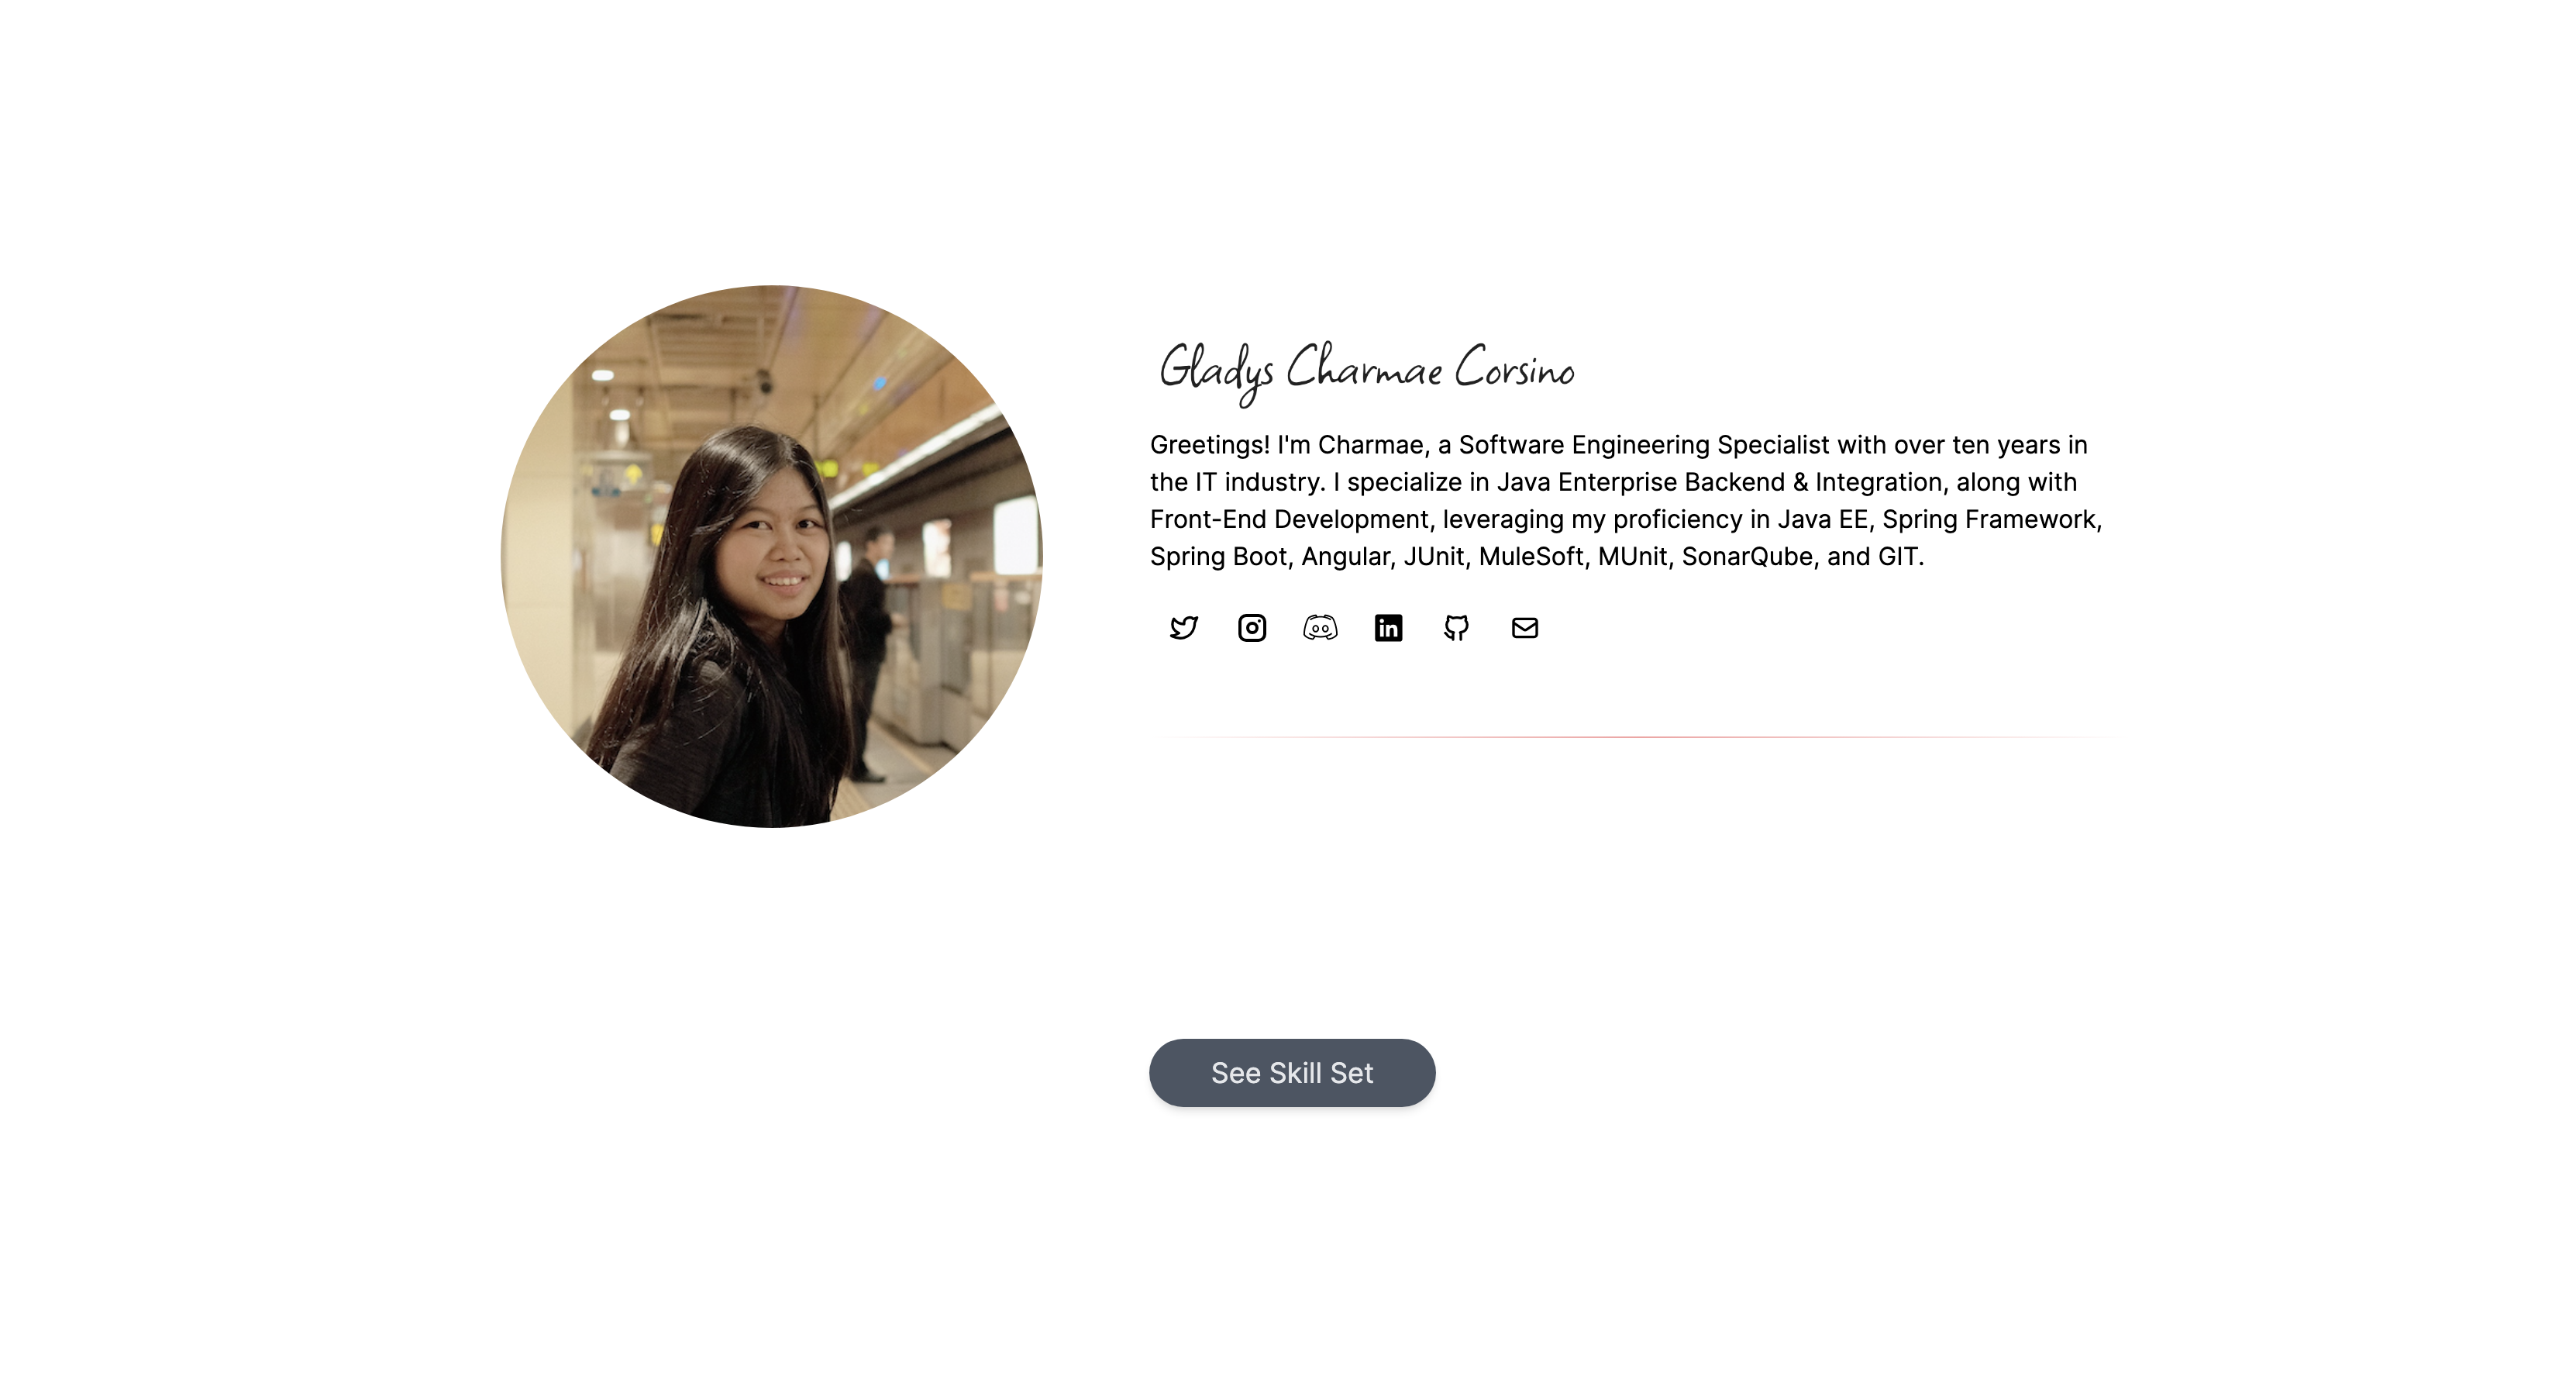 Gladys Charmae Corsino
Greetings! I'm Charmae, a Software Engineering Specialist with over ten years in
the IT industry. I specialize in Java Enterprise Backend & Integration, along with
Front-End Development, leveraging my proficiency in Java EE, Spring Framework,
Spring Boot, Angular, JUnit, MuleSoft, MUnit, SonarQube, and GIT.
in
See Skill Set